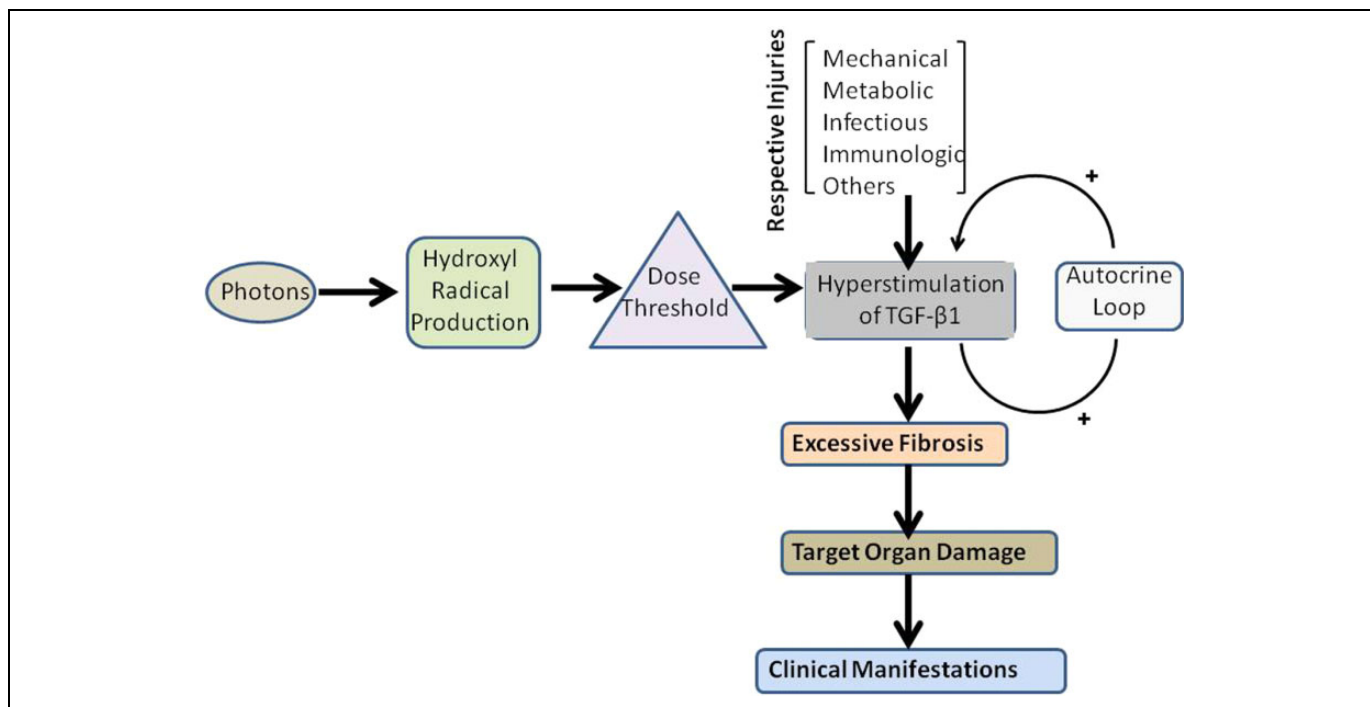 Respective Injuries
Mechanical
Metabolic
Infectious
Immunologic
Others
+
Photons
Hydroxyl
Radical
Production
Dose
Threshold
Hyperstimulation
of TGF-β1
Autocrine
Loop
+
Excessive Fibrosis
Target Organ Damage
Clinical Manifestations